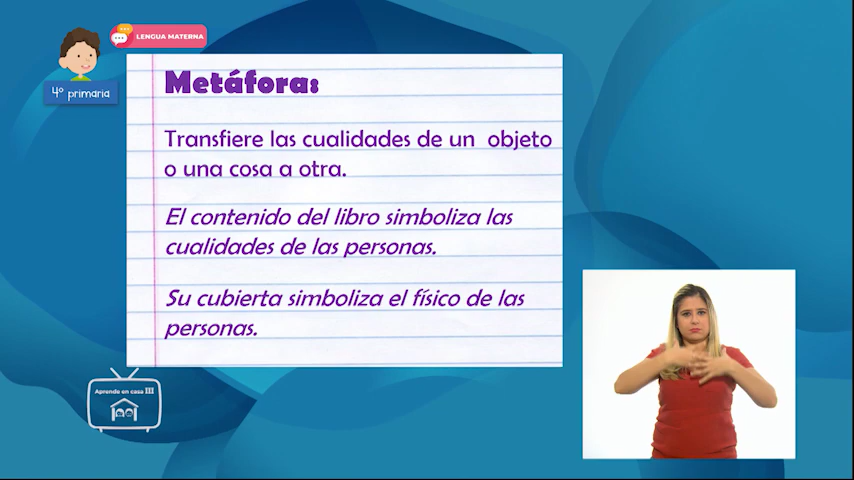 LENGUA MATERNA
4º primaria
Metáfora:
Transfiere las cualidades de un objeto
o una cosa a otra.
El contenido del libro simboliza las
cualidades de las personas.
Su cubierta simboliza el físico de las
personas.
Aprende en casa III